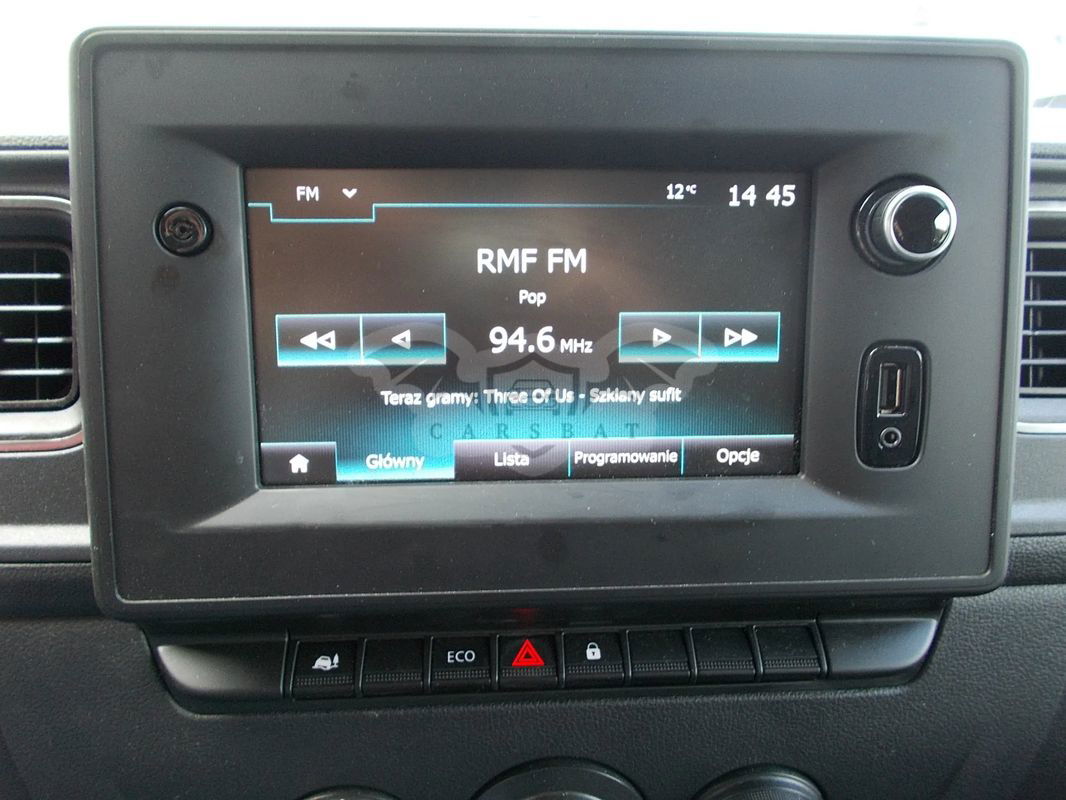 FM 12°C 14 45
RMF FM
Pop
94.6 MHz
Teraz gramy: Three Of Us - Szklany sufit
CARSBAT
Główny Lista Programowanie Opcje
ECO